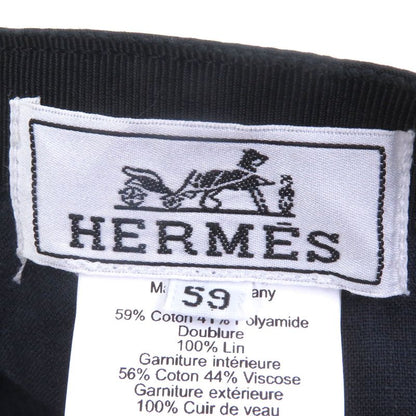 HERMÈS
59
59% Coton 41% Polyamide
Doublure
100% Lin
Garniture intérieure
56% Coton 44% Viscose
Garniture extérieure
100% Cuir de veau